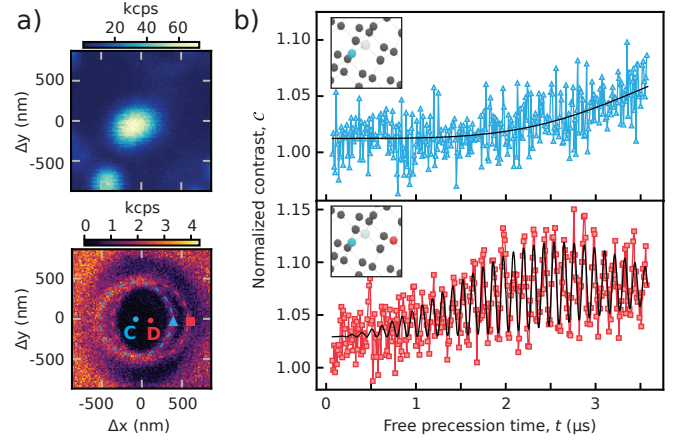 a)
kcps
20 40 60
500
0
-500
Δy (nm)
kcps
0 1 2 3 4
500
0
-500
Δy (nm)
C D
-500 0 500
Δx (nm)
b)
1.10
1.05
1.00
Normalized contrast, 𝒞
1.15
1.10
1.05
1.00
0 1 2 3
Free precession time, t (μs)